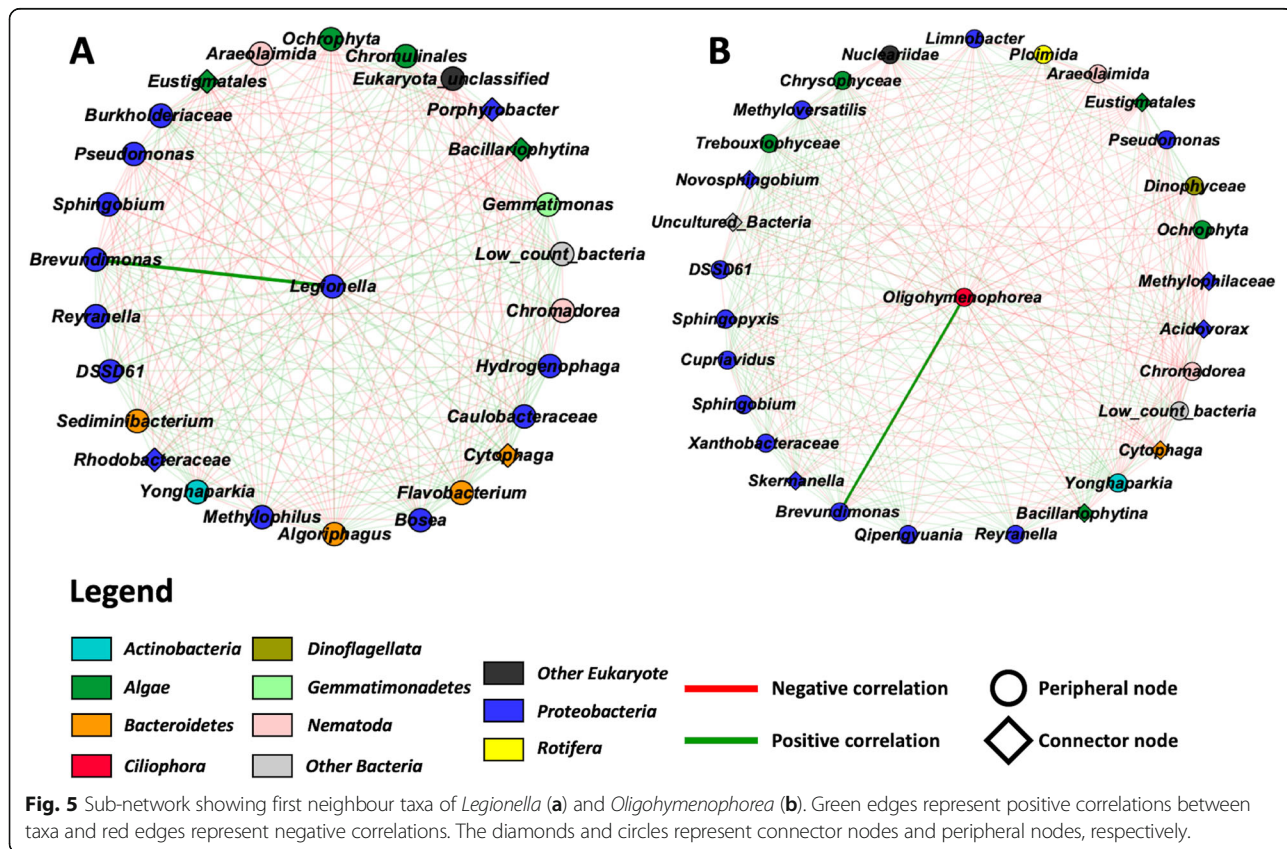 A
Ochrophyta
Chromulinales
Araeolaimida
Eukaryota_unclassified
Eustigmatales
Porphyrobacter
Burkholderiaceae
Bacillariophytina
Pseudomonas
Gemmatimonas
Sphingobium
Low_count_bacteria
Brevundimonas
Legionella
Chromadorea
Reyranella
Hydrogenophaga
DSSD61
Caulobacteraceae
Sediminibacterium
Cytophaga
Rhodobacteraceae
Flavobacterium
Yonghaparkia
Bosea
Methylophilus
Algoriphagus
B
Limnobacter
Nucleariidae
Ploimida
Araeolaimida
Chrysophyceae
Eustigmatales
Methyloversatilis
Pseudomonas
Trebouxiophyceae
Dinophyceae
Novosphingobium
Uncultured_Bacteria
Ochrophyta
DSSD61
Methylophilaceae
Oligohymenophorea
Sphingopyxis
Acidovorax
Cupriavidus
Chromadorea
Sphingobium
Low_count_bacteria
Xanthobacteraceae
Cytophaga
Skermanella
Yonghaparkia
Brevundimonas
Bacillariophytina
Qipengyuania
Reyranella
Legend
Actinobacteria
Algae
Bacteroidetes
Ciliophora
Dinoflagellata
Gemmatimonadetes
Nematoda
Other Bacteria
Other Eukaryote
Proteobacteria
Rotifera
Negative correlation
Positive correlation
Peripheral node
Connector node
Fig. 5 Sub-network showing first neighbour taxa of Legionella (a) and Oligohymenophorea (b). Green edges represent positive correlations between
taxa and red edges represent negative correlations. The diamonds and circles represent connector nodes and peripheral nodes, respectively.